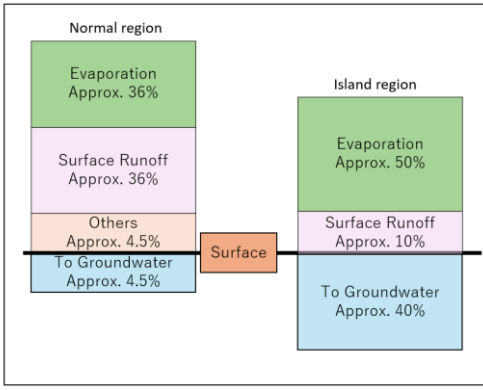 Normal region
Evaporation
Approx. 36%
Surface Runoff
Approx. 36%
Others
Approx. 4.5%
To Groundwater
Approx. 4.5%
Surface
Island region
Evaporation
Approx. 50%
Surface Runoff
Approx. 10%
To Groundwater
Approx. 40%